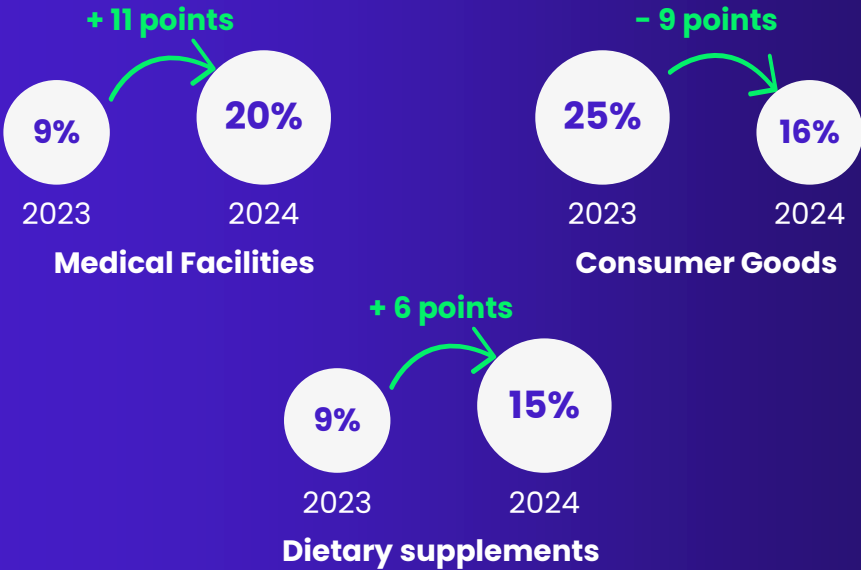 + 11 points
9%
20%
2023
2024
Medical Facilities
- 9 points
25%
16%
2023
2024
Consumer Goods
+ 6 points
9%
15%
2023
2024
Dietary supplements